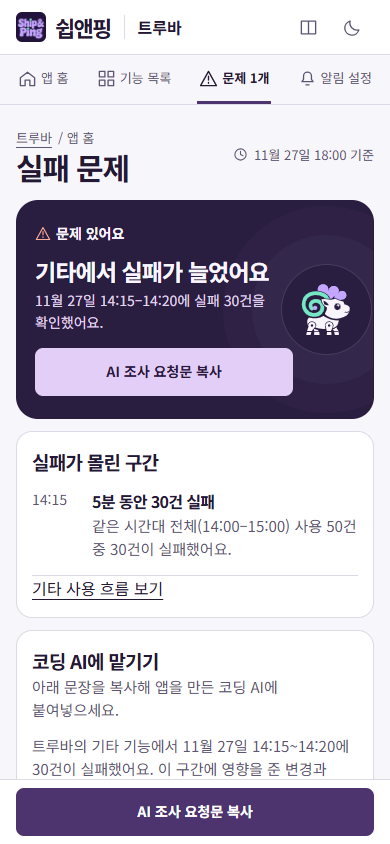 Ship&
Ping
쉽앤핑
트루바
앱 홈
기능 목록
문제 1개
알림 설정
트루바 / 앱 홈
실패 문제
11월 27일 18:00 기준
문제 있어요
기타에서 실패가 늘었어요
11월 27일 14:15–14:20에 실패 30건을
확인했어요.
AI 조사 요청문 복사
실패가 몰린 구간
14:15
5분 동안 30건 실패
같은 시간대 전체(14:00–15:00) 사용 50건
중 30건이 실패했어요.
기타 사용 흐름 보기
코딩 AI에 맡기기
아래 문장을 복사해 앱을 만든 코딩 AI에
붙여넣으세요.
트루바의 기타 기능에서 11월 27일 14:15~14:20에
30건이 실패했어요. 이 구간에 영향을 준 변경과
AI 조사 요청문 복사